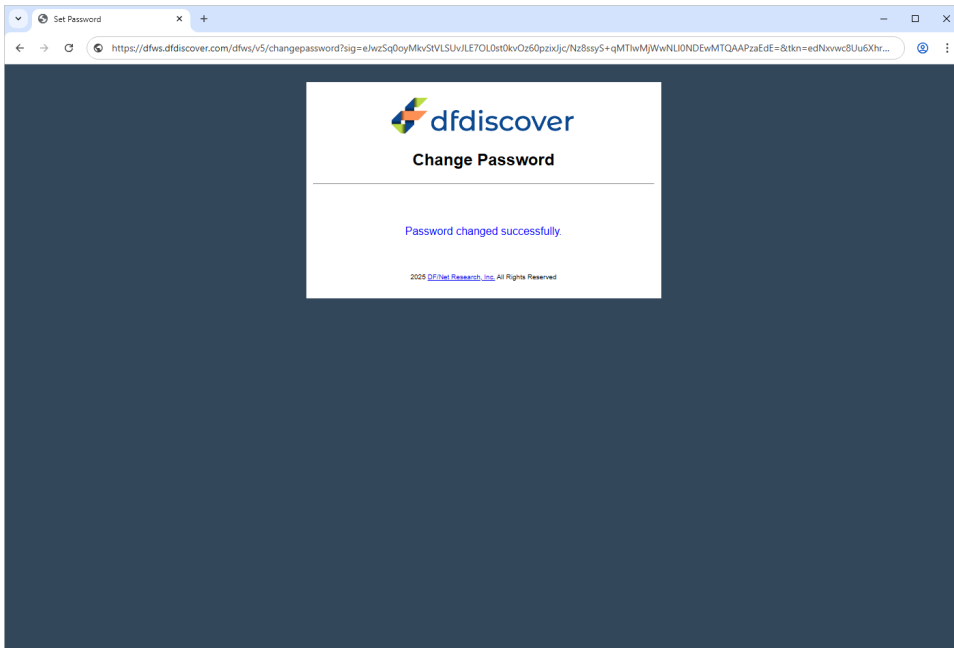 Set Password
https://dfws.dfdiscover.com/dfws/v5/changepassword?sig=eJwzSq0oyMkvStVLSUvJLE7OL0st0kvOz60pzixJjc/Nz8ssyS+qMTIwMjWwNLI0NDEwMTQAAPzaEdE=&tkn=edNxvwc8Uu6Xhr...
dfdiscover
Change Password
Password changed successfully.
2025 DF/Net Research, Inc. All Rights Reserved